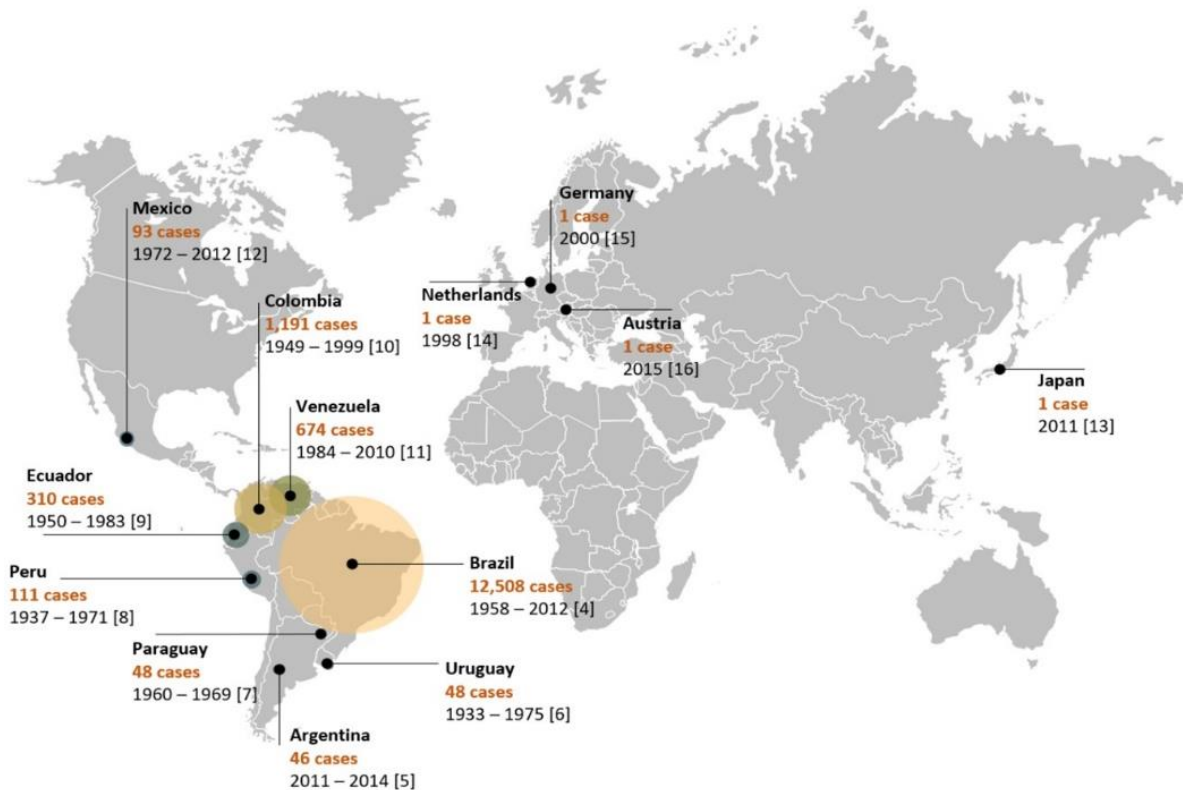 Mexico
93 cases
1972 – 2012 [12]
Colombia
1,191 cases
1949 – 1999 [10]
Venezuela
674 cases
1984 – 2010 [11]
Ecuador
310 cases
1950 – 1983 [9]
Peru
111 cases
1937 – 1971 [8]
Paraguay
48 cases
1960 – 1969 [7]
Argentina
46 cases
2011 – 2014 [5]
Uruguay
48 cases
1933 – 1975 [6]
Brazil
12,508 cases
1958 – 2012 [4]
Netherlands
1 case
1998 [14]
Germany
1 case
2000 [15]
Austria
1 case
2015 [16]
Japan
1 case
2011 [13]